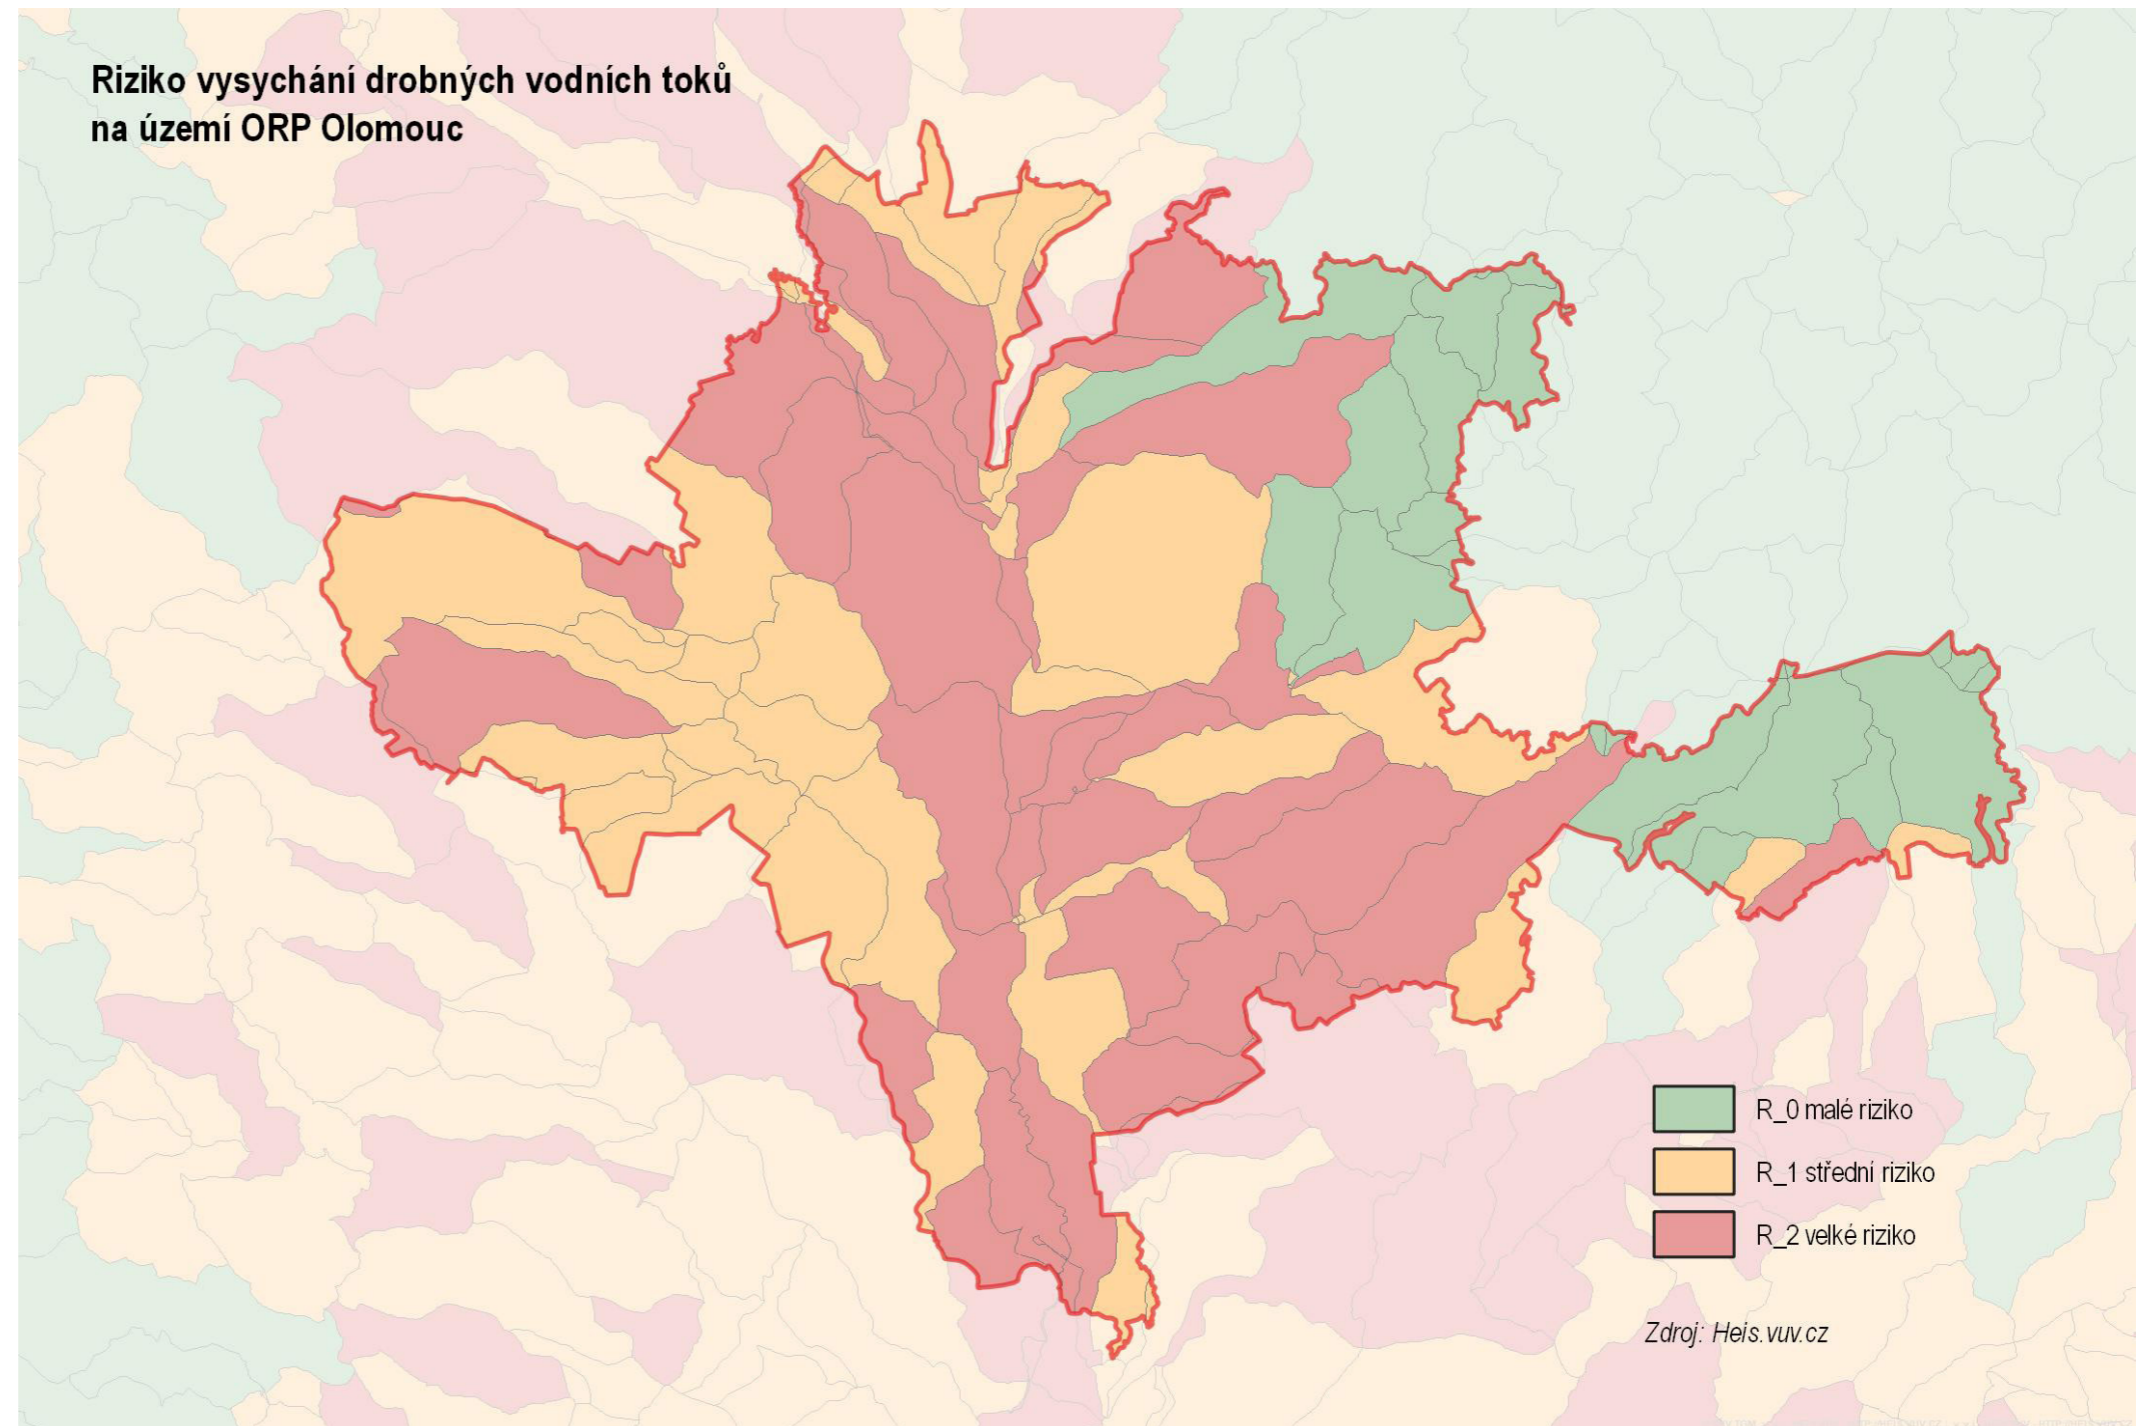 Riziko vysychání drobných vodních toků
na území ORP Olomouc
R_0 malé riziko
R_1 střední riziko
R_2 velké riziko
Zdroj: Heis.vuv.cz